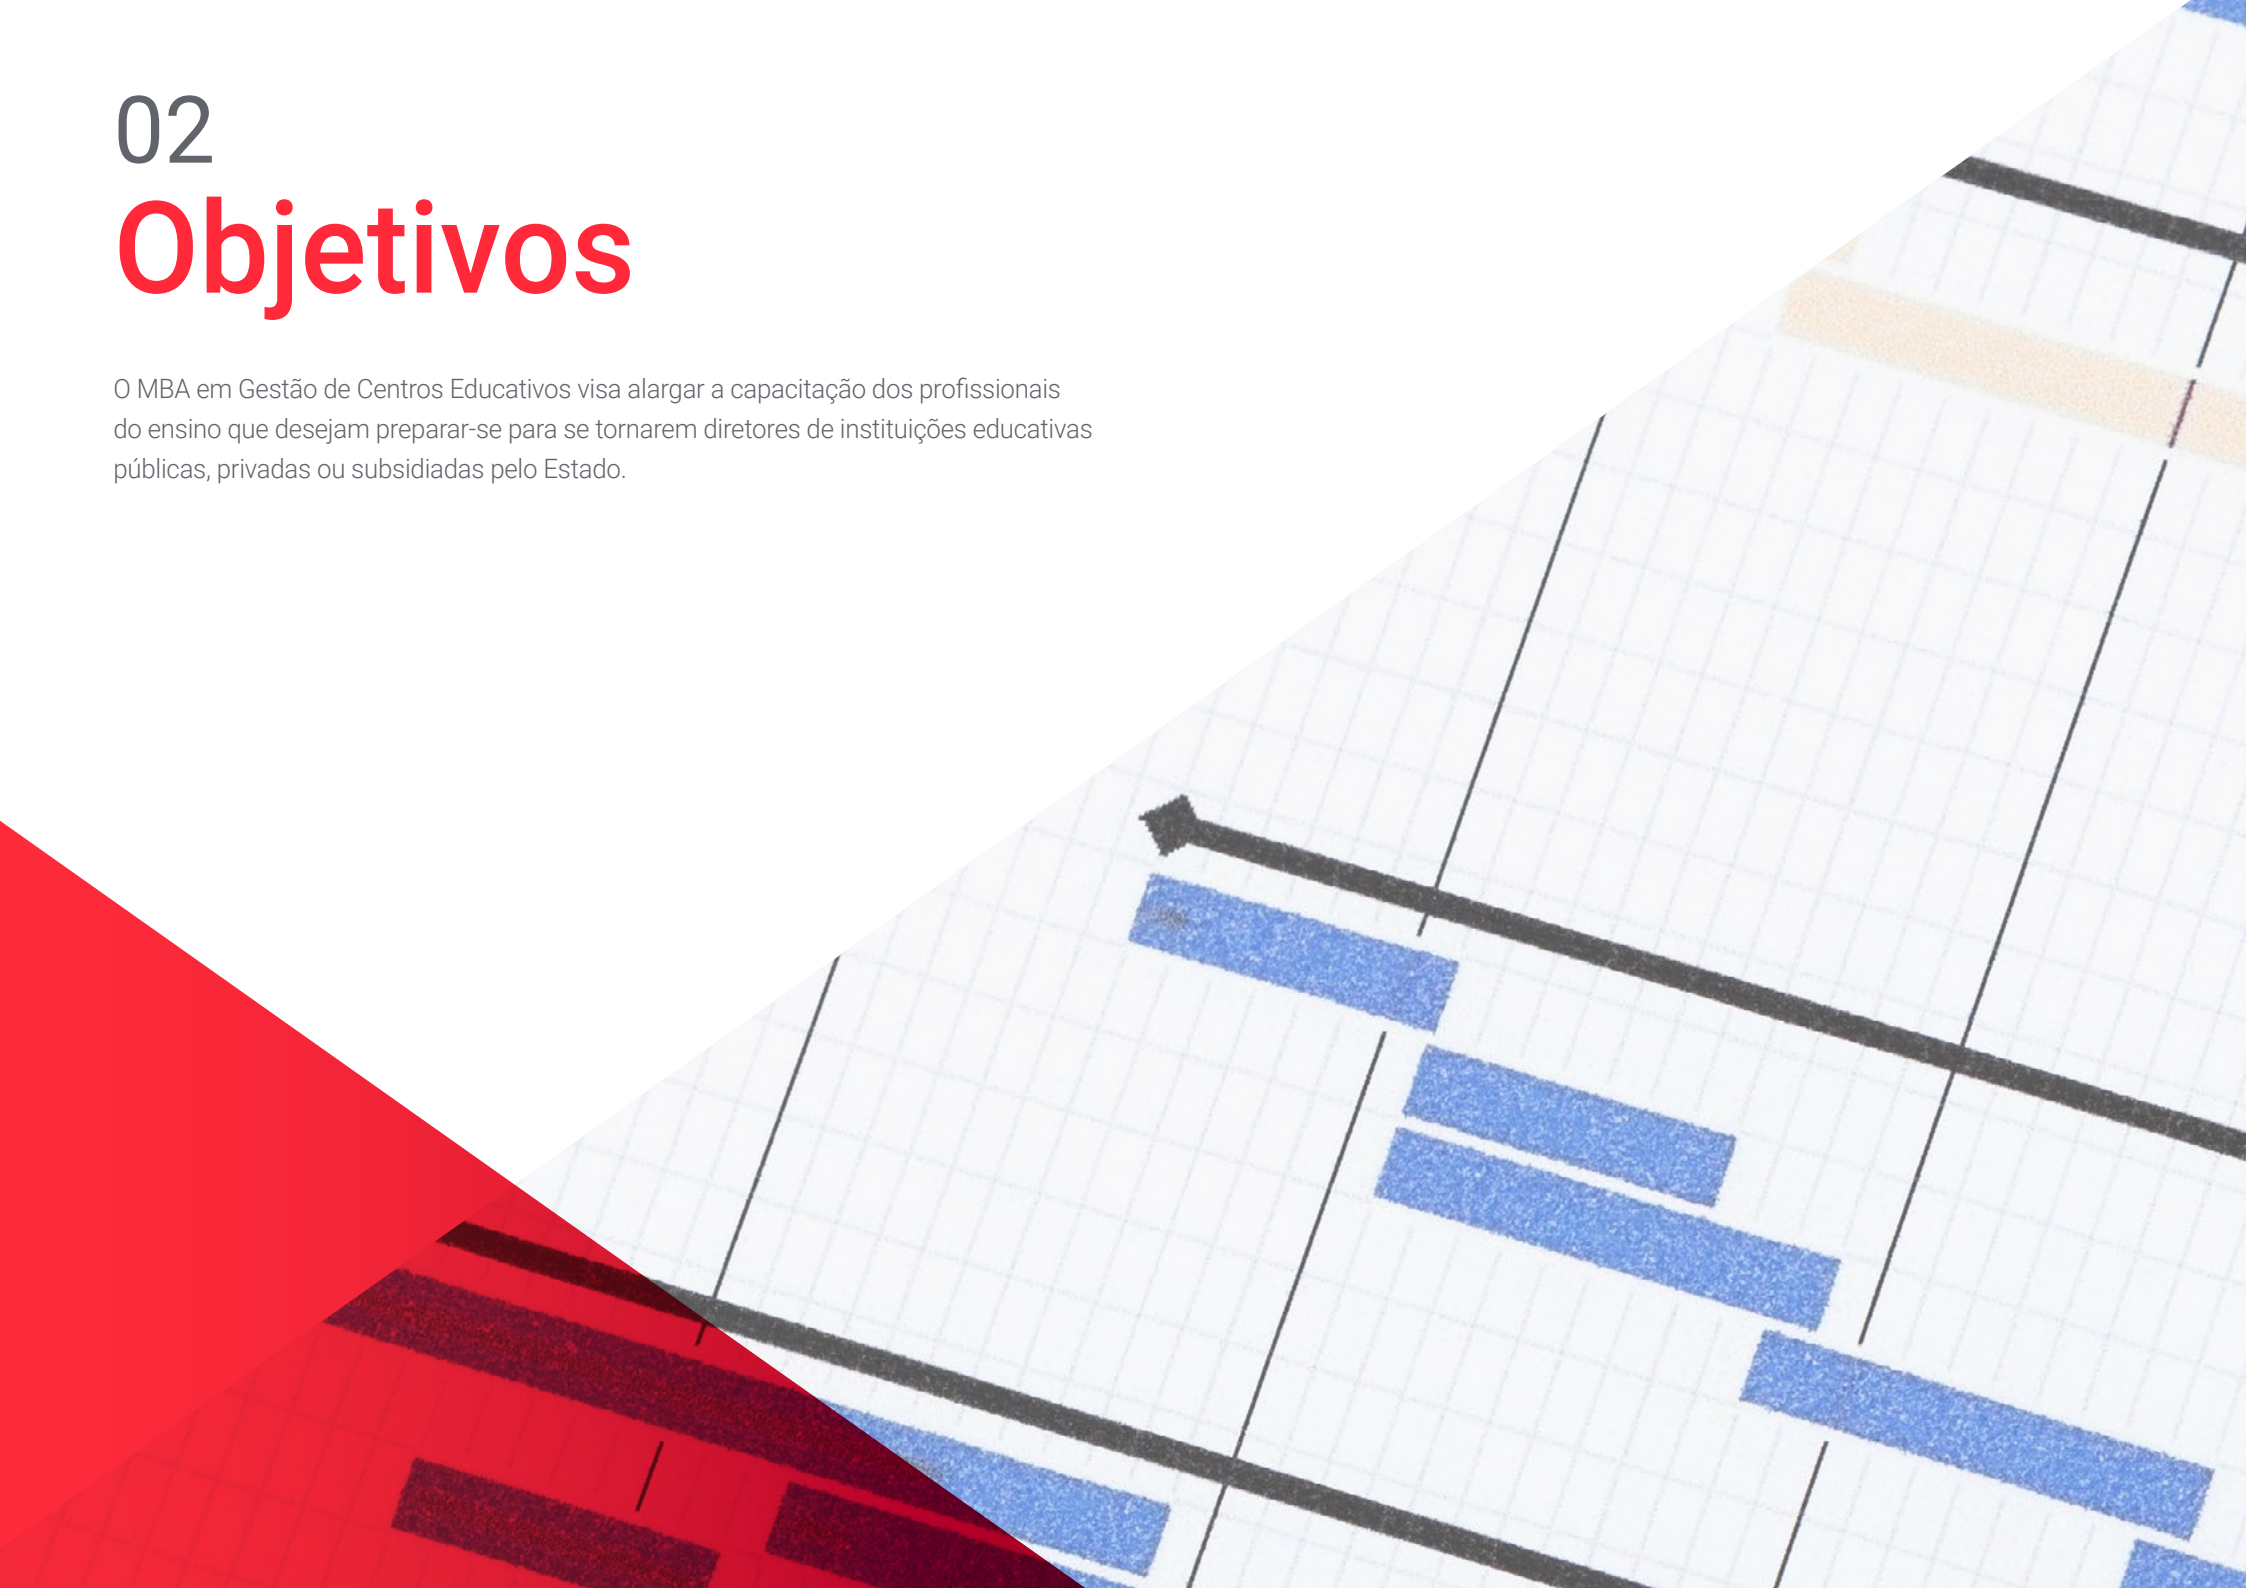 02
Objetivos
O MBA em Gestão de Centros Educativos visa alargar a capacitação dos profissionais
do ensino que desejam preparar-se para se tornarem diretores de instituições educativas
públicas, privadas ou subsidiadas pelo Estado.